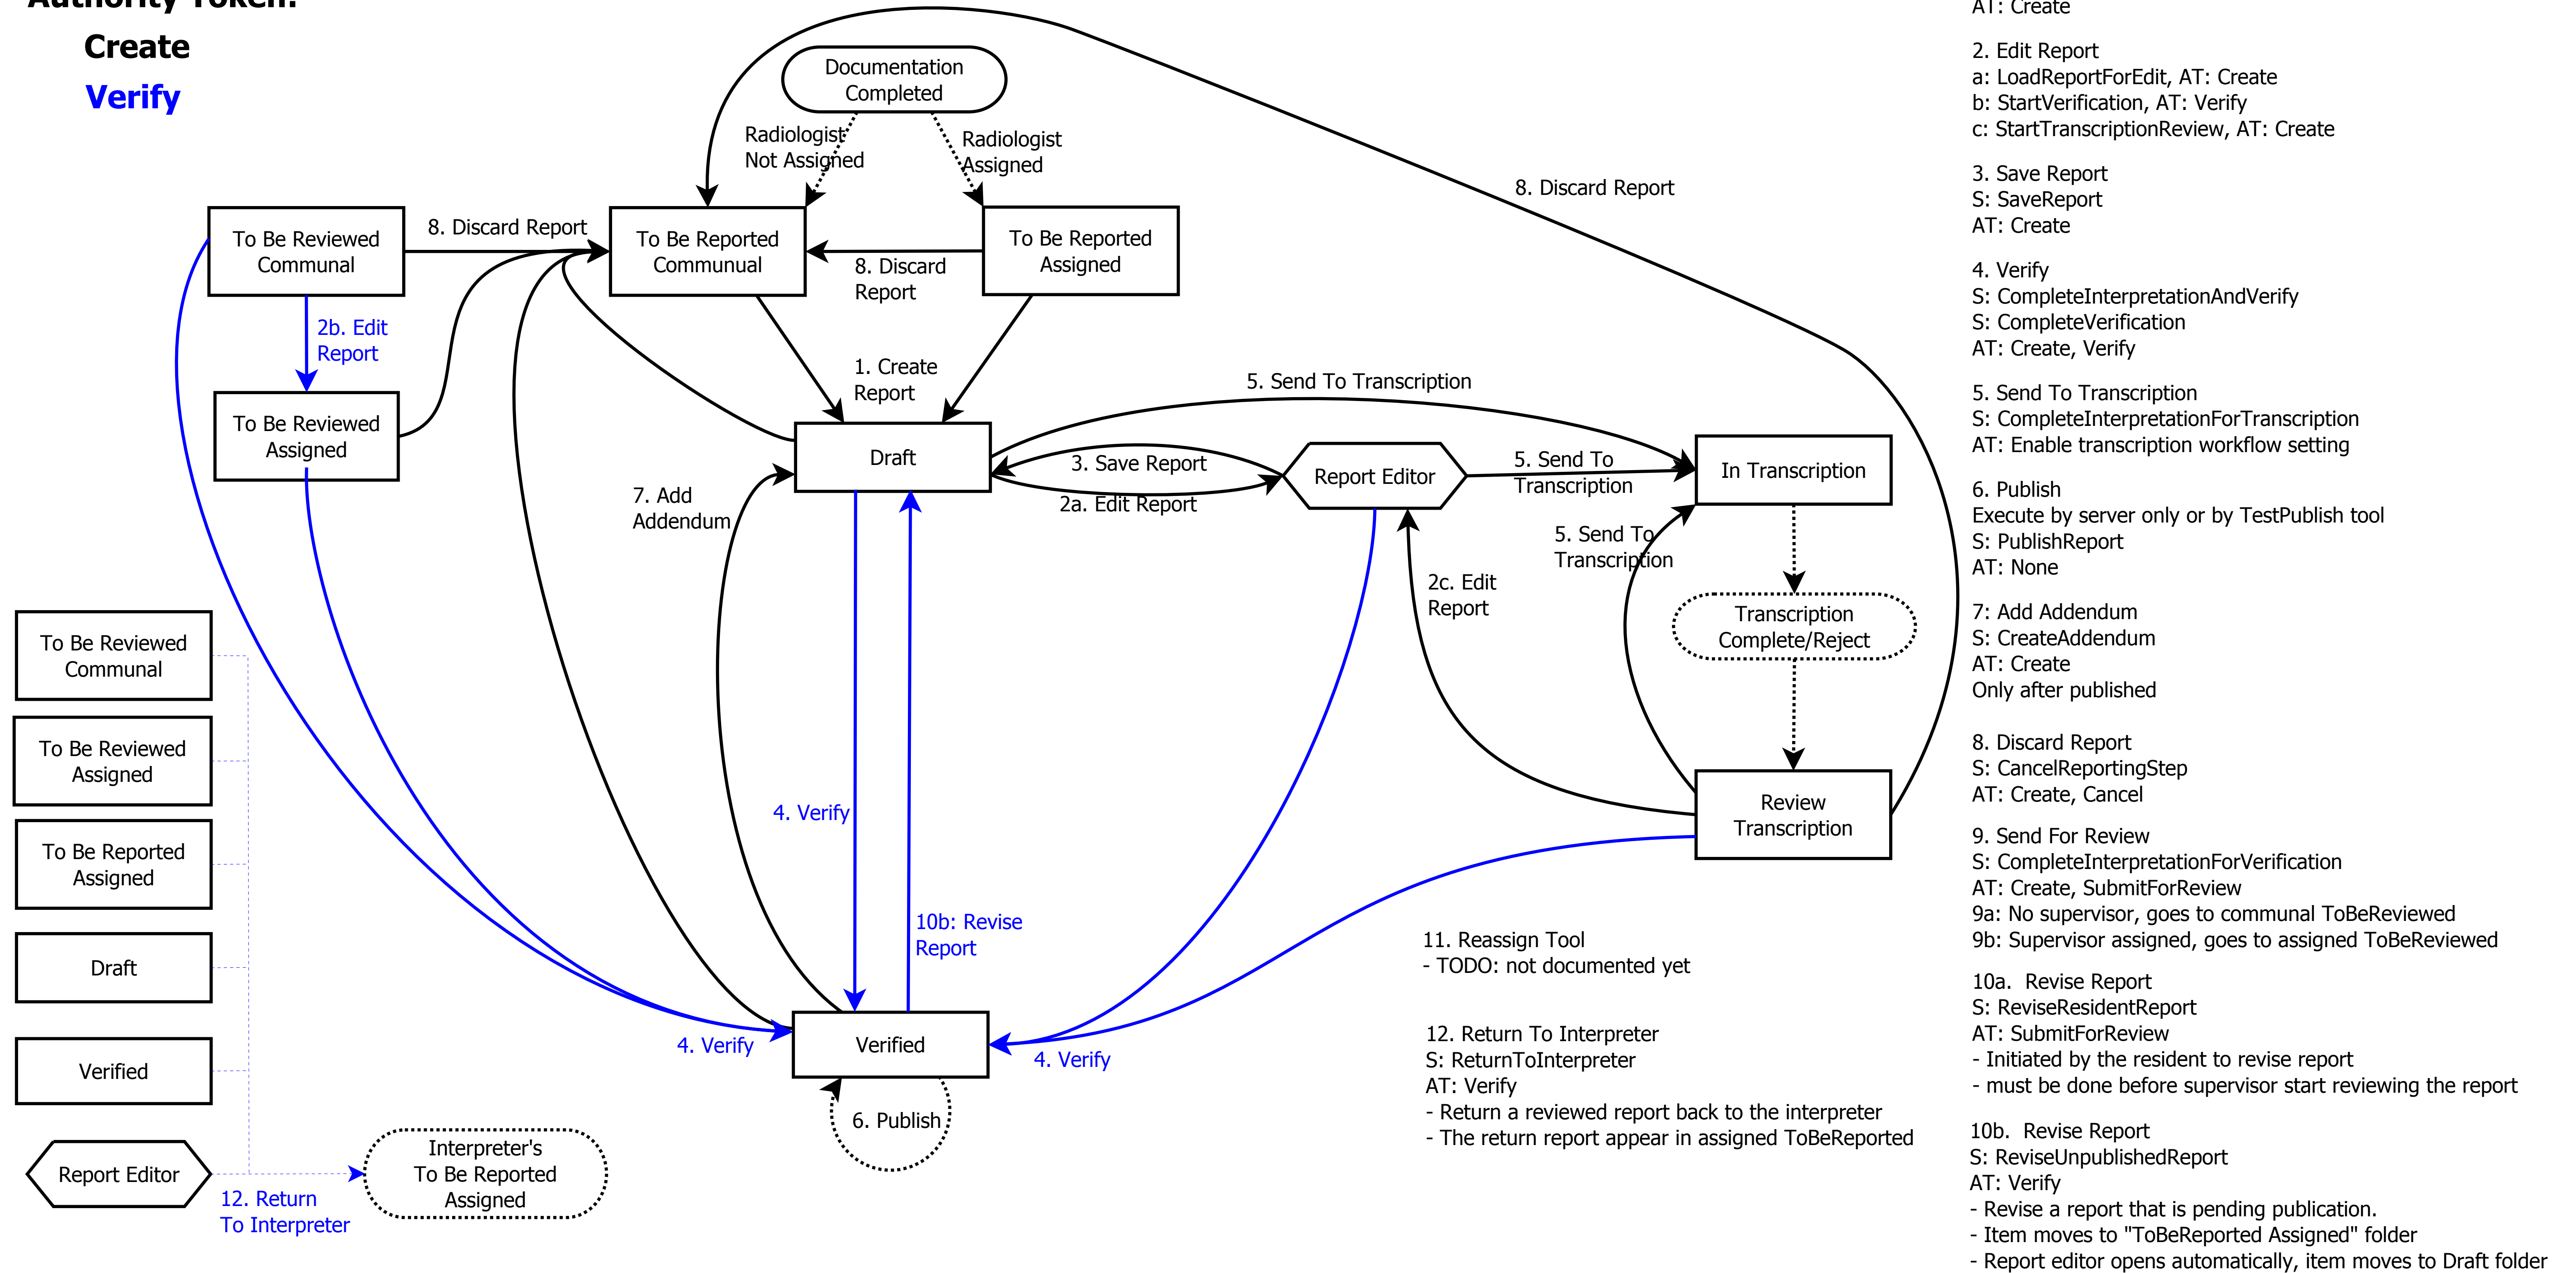 Authority Token:
Create
Verify
Documentation
Completed
Radiologist
Not Assigned
Radiologist
Assigned
8. Discard Report
To Be Reviewed
Communal
8. Discard Report
To Be Reported
Communual
8. Discard
Report
To Be Reported
Assigned
2b. Edit
Report
1. Create
Report
To Be Reviewed
Assigned
Draft
5. Send To Transcription
3. Save Report
2a. Edit Report
Report Editor
5. Send To
Transcription
In Transcription
7. Add
Addendum
5. Send To
Transcription
2c. Edit
Report
Transcription
Complete/Reject
Review
Transcription
4. Verify
10b: Revise
Report
4. Verify
Verified
4. Verify
6. Publish
To Be Reviewed
Communal
To Be Reviewed
Assigned
To Be Reported
Assigned
Draft
Verified
Report Editor
12. Return
To Interpreter
Interpreter's
To Be Reported
Assigned
11. Reassign Tool
- TODO: not documented yet
12. Return To Interpreter
S: ReturnToInterpreter
AT: Verify
- Return a reviewed report back to the interpreter
- The return report appear in assigned ToBeReported
AT: Create
2. Edit Report
a: LoadReportForEdit, AT: Create
b: StartVerification, AT: Verify
c: StartTranscriptionReview, AT: Create
3. Save Report
S: SaveReport
AT: Create
4. Verify
S: CompleteInterpretationAndVerify
S: CompleteVerification
AT: Create, Verify
5. Send To Transcription
S: CompleteInterpretationForTranscription
AT: Enable transcription workflow setting
6. Publish
Execute by server only or by TestPublish tool
S: PublishReport
AT: None
7: Add Addendum
S: CreateAddendum
AT: Create
Only after published
8. Discard Report
S: CancelReportingStep
AT: Create, Cancel
9. Send For Review
S: CompleteInterpretationForVerification
AT: Create, SubmitForReview
9a: No supervisor, goes to communal ToBeReviewed
9b: Supervisor assigned, goes to assigned ToBeReviewed
10a.  Revise Report
S: ReviseResidentReport
AT: SubmitForReview
- Initiated by the resident to revise report
- must be done before supervisor start reviewing the report
10b.  Revise Report
S: ReviseUnpublishedReport
AT: Verify
- Revise a report that is pending publication.
- Item moves to "ToBeReported Assigned" folder
- Report editor opens automatically, item moves to Draft folder